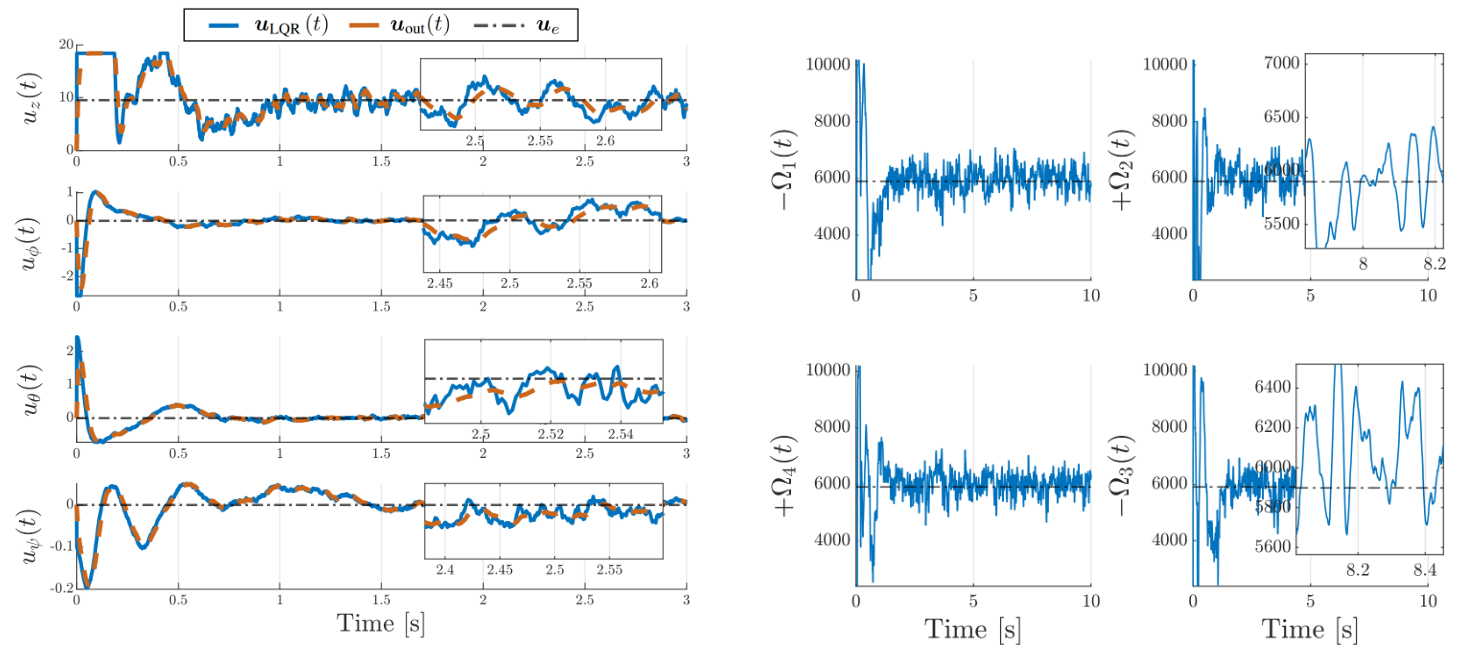 𝒖LQR(t) 𝒖out(t) 𝒖e
u_z(t)
20
10
0
0 0.5 1 1.5 2 2.5 3
2.5 2.55 2.6
u_ϕ(t)
1
0
-1
-2
0 0.5 1 1.5 2 2.5 3
2.45 2.5 2.55 2.6
u_θ(t)
2
1
0
0 0.5 1 1.5 2 2.5 3
2.5 2.52 2.54
u_ψ(t)
0
-0.1
-0.2
0 0.5 1 1.5 2 2.5 3
2.4 2.45 2.5 2.55
Time [s]
−Ω₁(t)
10000
8000
6000
4000
0 5 10
+Ω₂(t)
10000
8000
6000
4000
0 5 10
7000
6500
6000
5500
8 8.2
+Ω₄(t)
10000
8000
6000
4000
0 5 10
Time [s]
−Ω₃(t)
10000
8000
6000
4000
0 5 10
6400
6200
6000
5800
5600
8.2 8.4
Time [s]